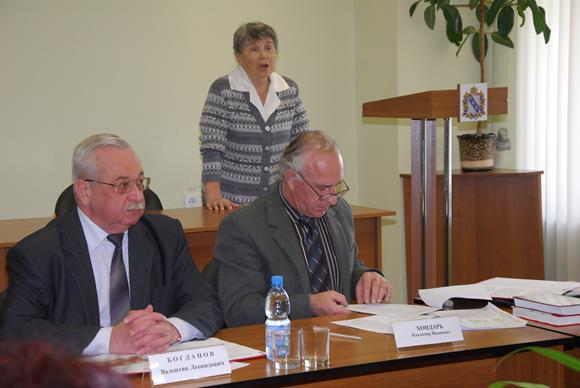 БОГДАНОВ
Валентин Леонидович
ХОНДАРЬ
Владимир Иванович